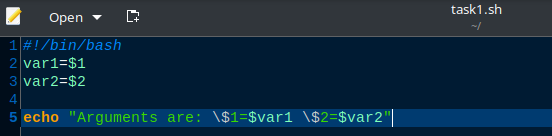 Open
task1.sh
~/
1 #!/bin/bash
2 var1=$1
3 var2=$2
4
5 echo "Arguments are: \$1=$var1 \$2=$var2"